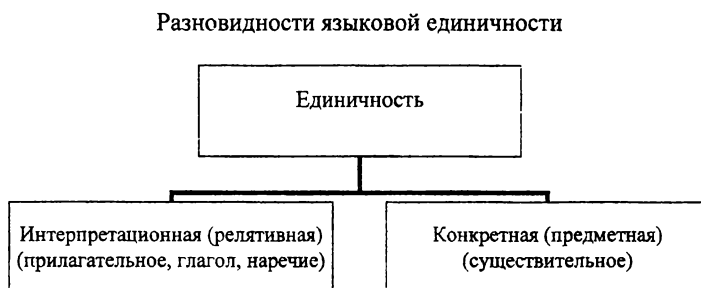 Разновидности языковой единичности
Единичность
Интерпретационная (релятивная)
(прилагательное, глагол, наречие)
Конкретная (предметная)
(существительное)